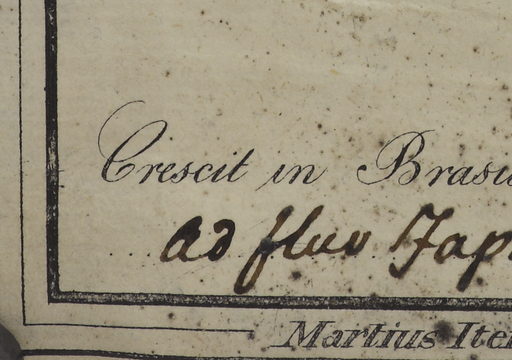 Crescit in Brasi
ad fluv. Jap
Martius Iter